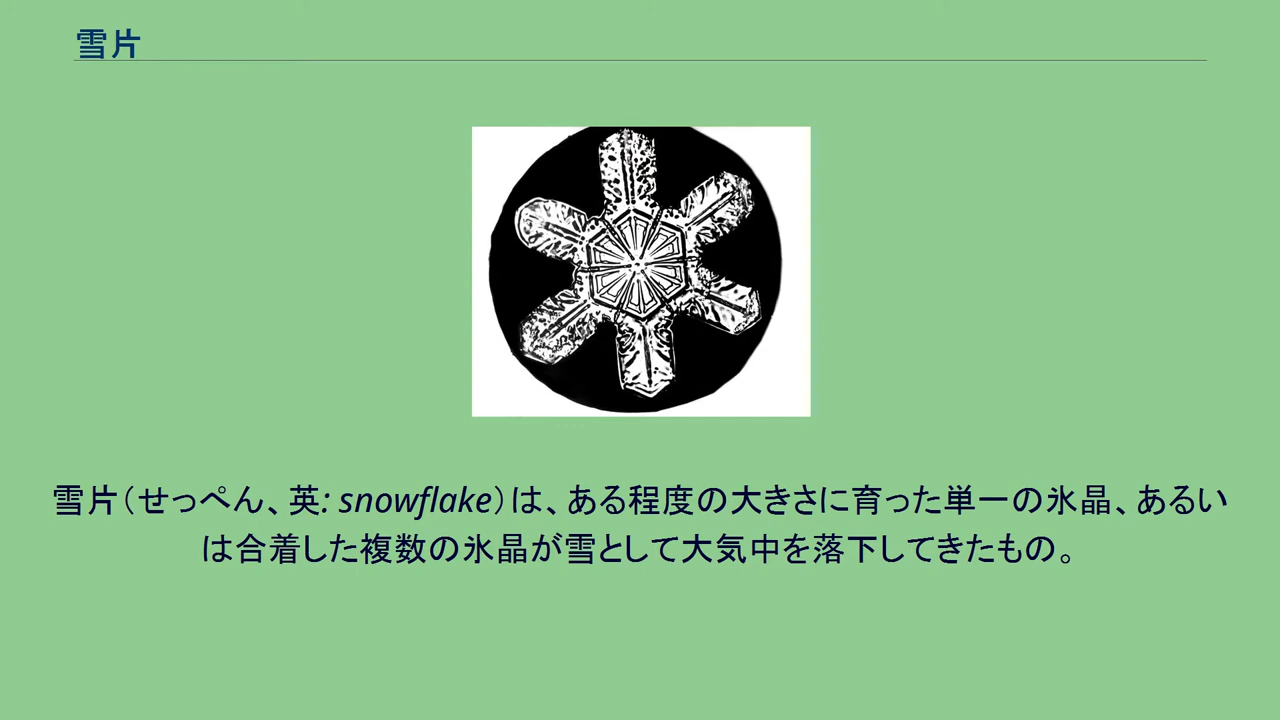 雪片
雪片（せっぺん、英: snowflake）は、ある程度の大きさに育った単一の氷晶、あるい
は合着した複数の氷晶が雪として大気中を落下してきたもの。